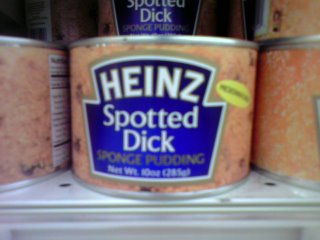 Spotted
Dick
SPONGE PUDDING
HEINZ
Spotted
Dick
SPONGE PUDDING
Net Wt. 10oz (285g)